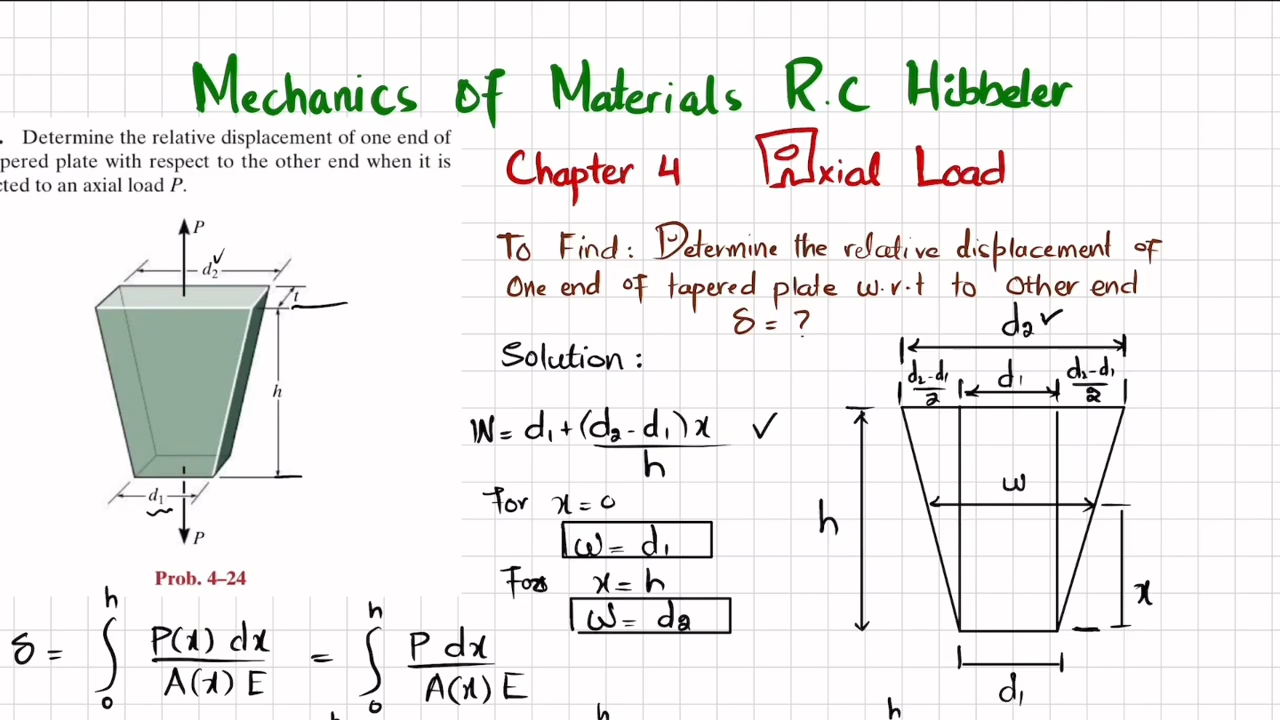 Mechanics of Materials R.C Hibbeler
. Determine the relative displacement of one end of
pered plate with respect to the other end when it is
cted to an axial load P.
Chapter 4 Axial Load
To Find: Determine the relative displacement of
One end of tapered plate w.r.t to Other end
δ = ?
P
d₂ ✓
t
h
d₁
P
Prob. 4–24
Solution:
W = d₁ + (d₂ - d₁)x / h ✓
For x = 0
ω = d₁
For x = h
ω = d₂
d₂ ✓
d₂-d₁/2 d₁ d₂-d₁/2
h
ω
x
d₁
δ = ∫₀ʰ P(x) dx / A(x) E = ∫₀ʰ P dx / A(x) E
h h h